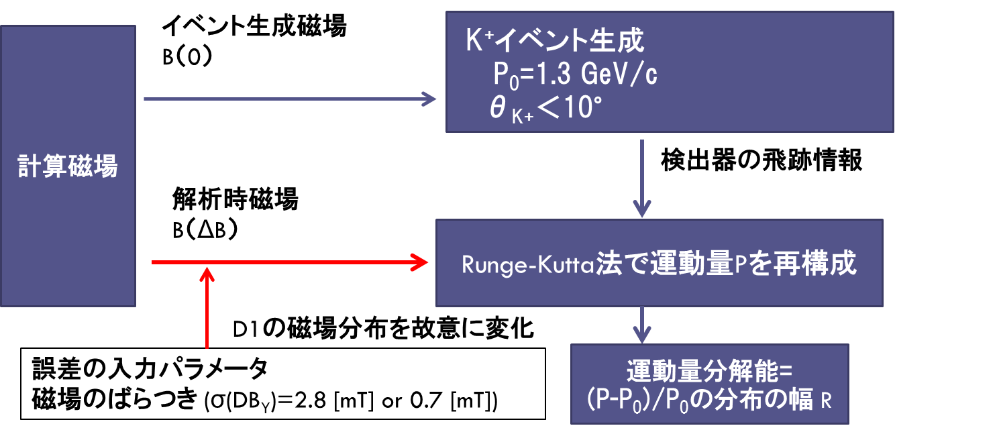 イベント生成磁場
B(0)
K+イベント生成
P0=1.3 GeV/c
θK+＜10°
計算磁場
検出器の飛跡情報
解析時磁場
B(ΔB)
Runge-Kutta法で運動量Pを再構成
D1の磁場分布を故意に変化
誤差の入力パラメータ
磁場のばらつき (σ(DBY)=2.8 [mT] or 0.7 [mT])
運動量分解能=
(P-P0)/P0の分布の幅 R